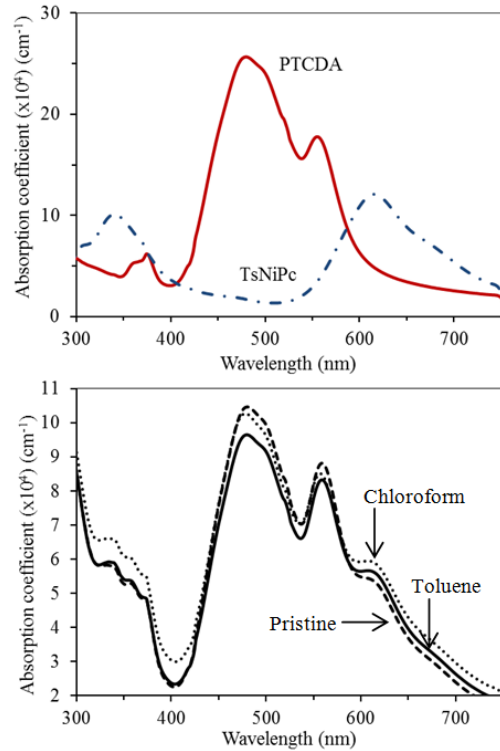 Absorption coefficient (x10⁴) (cm⁻¹)
30
20
10
0
PTCDA
TsNiPc
300
400
500
600
700
Wavelength (nm)
Absorption coefficient (x10⁴) (cm⁻¹)
11
10
9
8
7
6
5
4
3
2
Chloroform
Toluene
Pristine
300
400
500
600
700
Wavelength (nm)